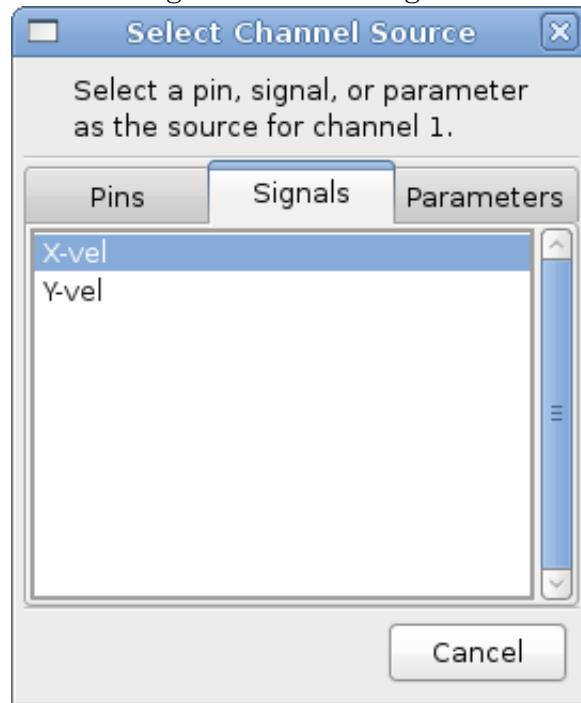 Select Channel Source
Select a pin, signal, or parameter
as the source for channel 1.
Pins Signals Parameters
X-vel
Y-vel
Cancel